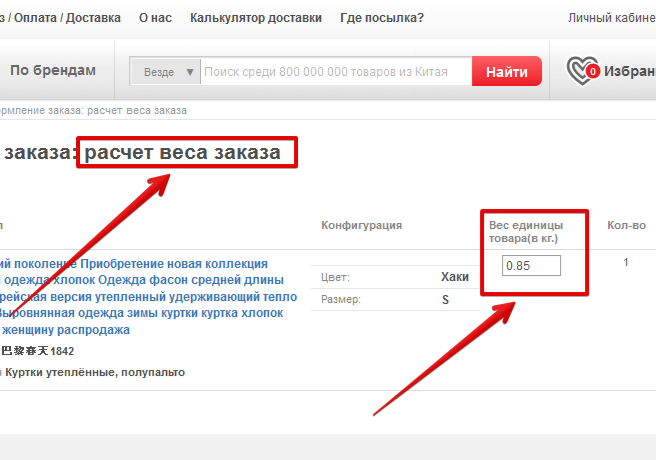 з / Оплата / Доставка О нас Калькулятор доставки Где посылка? Личный кабине
По брендам Везде ▼ Поиск среди 800 000 000 товаров из Китая Найти 0 Избран
ормление заказа: расчет веса заказа
заказа: расчет веса заказа
л Конфигурация Вес единицы Кол-во
товара(в кг.)
ий поколение Приобретение новая коллекция 0.85 1
одежда хлопок Одежда фасон средней длины Цвет: Хаки
рейская версия утепленный удерживающий тепло Размер: S
Выровнянная одежда зимы куртки куртка хлопок
женщину распродажа
巴黎春天1842
Куртки утеплённые, полупальто